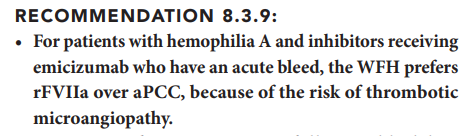 RECOMMENDATION 8.3.9:
• For patients with hemophilia A and inhibitors receiving
emicizumab who have an acute bleed, the WFH prefers
rFVIIa over aPCC, because of the risk of thrombotic
microangiopathy.